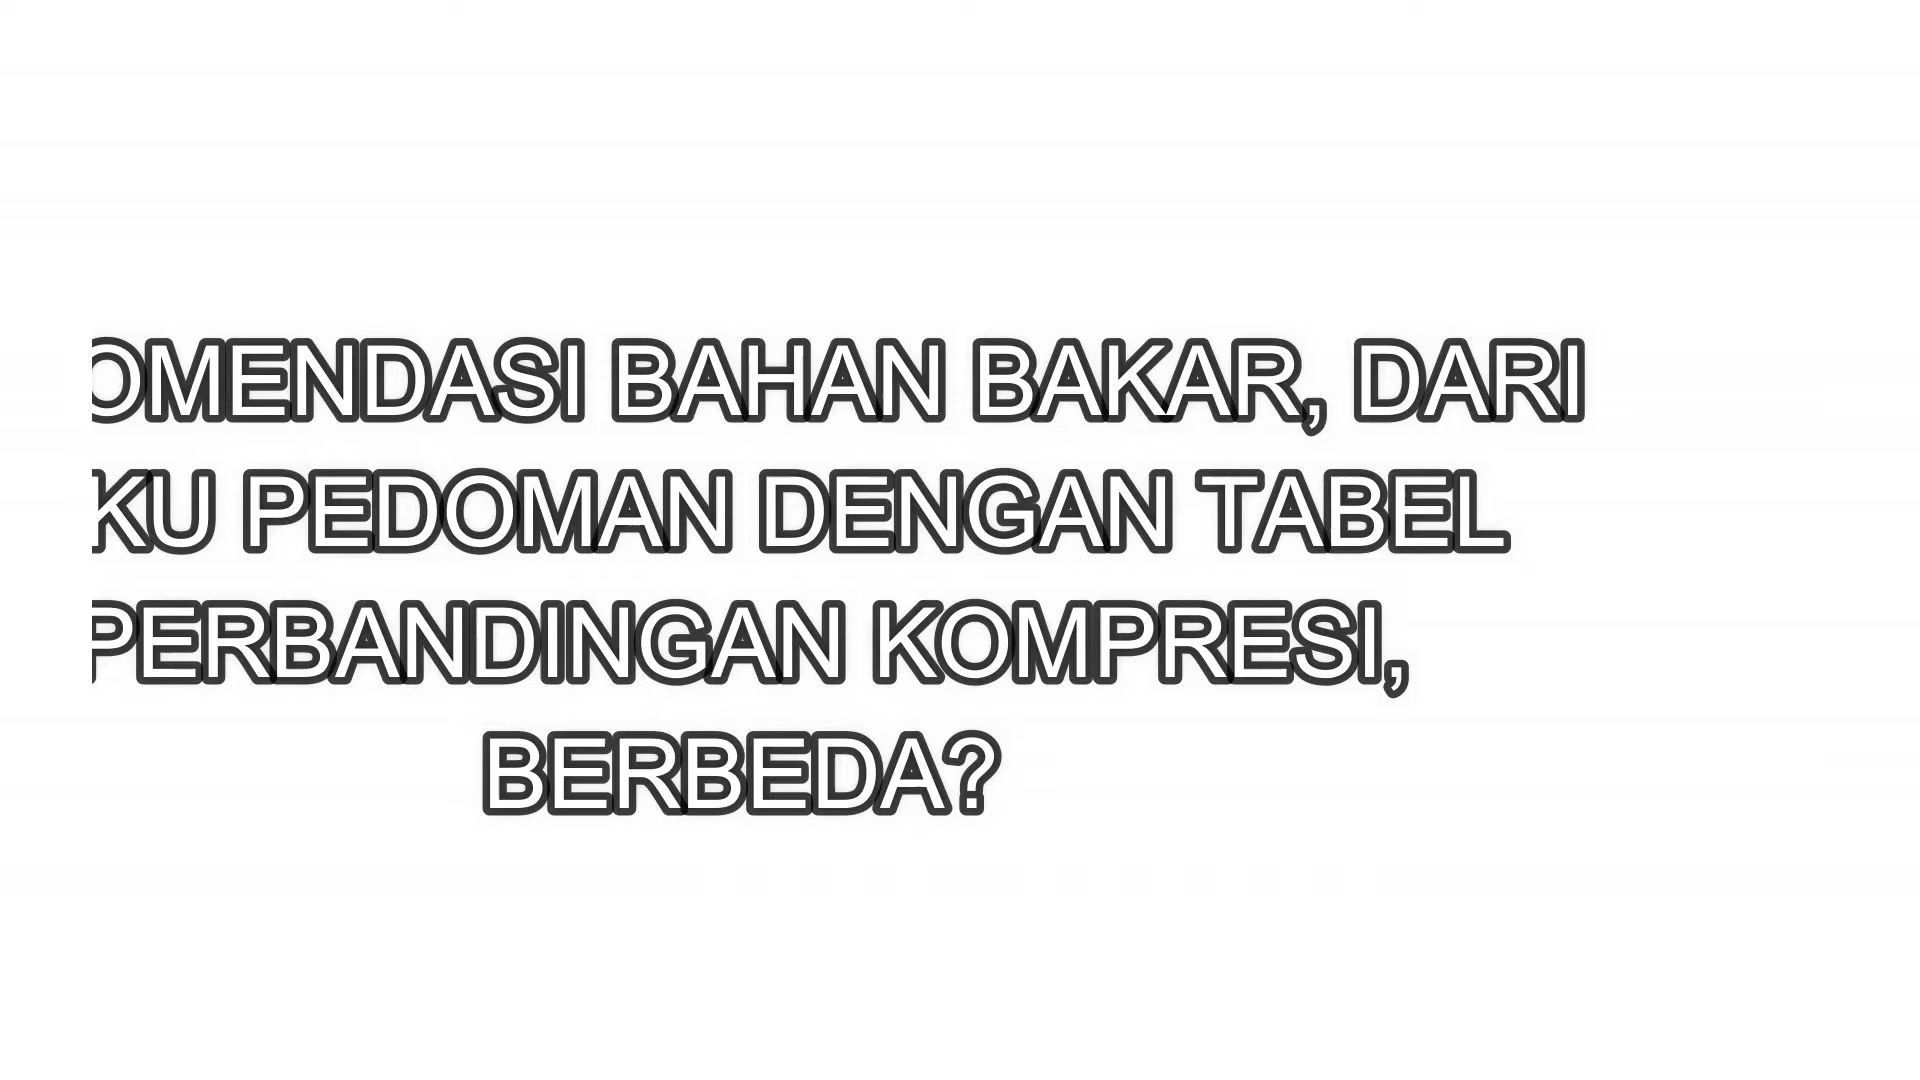 OMENDASI BAHAN BAKAR, DARI
KU PEDOMAN DENGAN TABEL
PERBANDINGAN KOMPRESI,
BERBEDA?